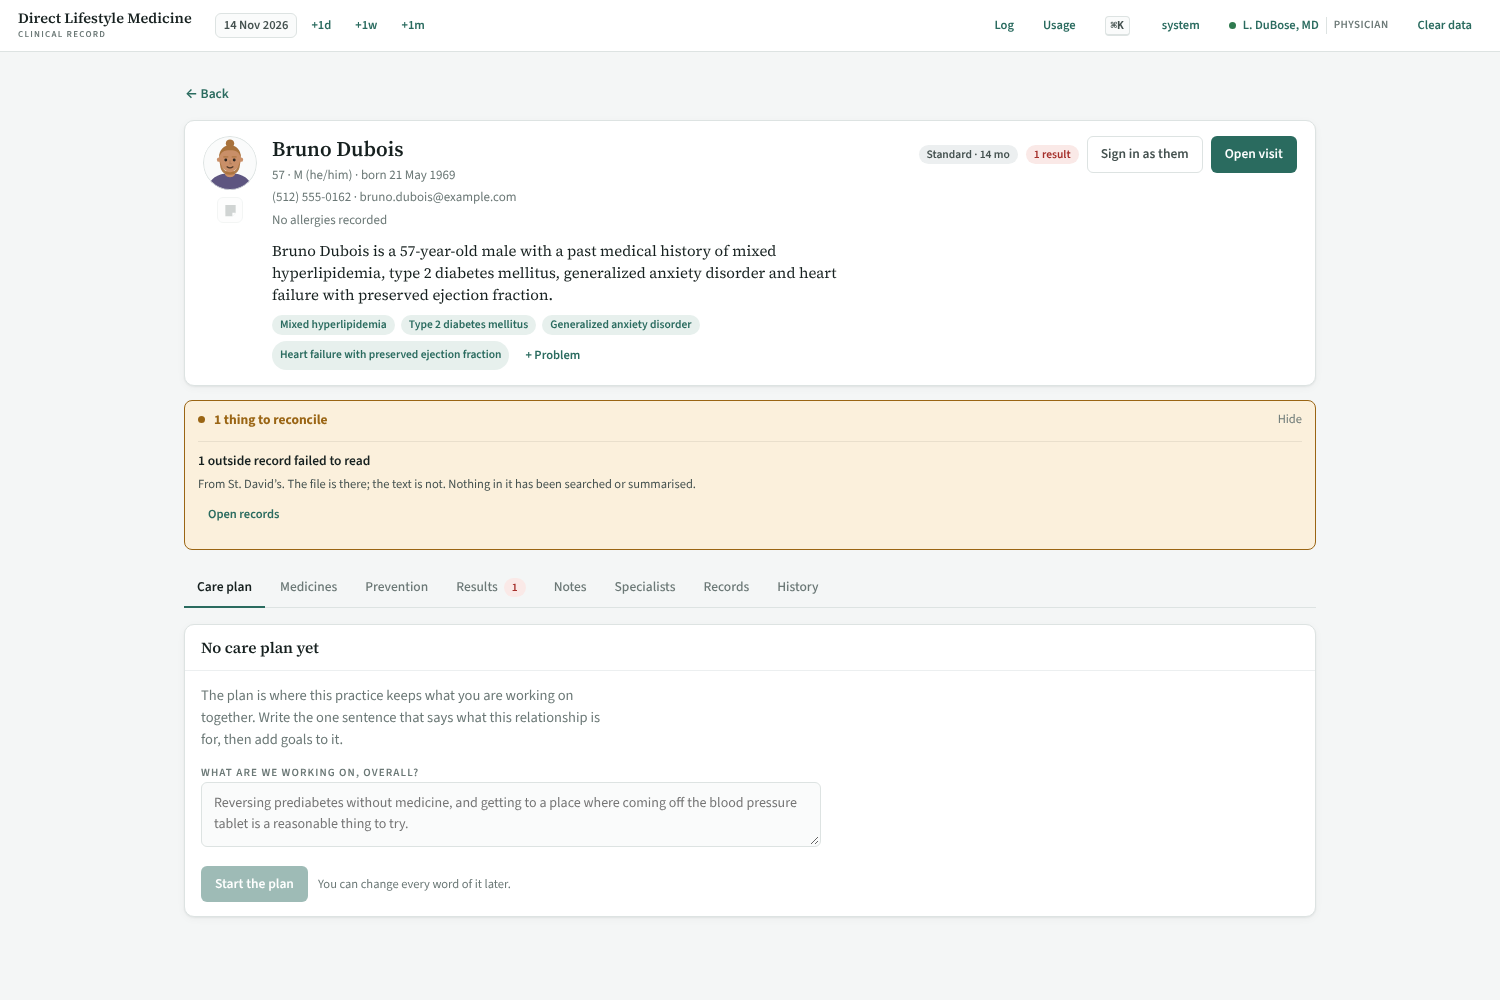 Direct Lifestyle Medicine
CLINICAL RECORD
14 Nov 2026
+1d
+1w
+1m
Log
Usage
⌘K
system
L. DuBose, MD
PHYSICIAN
Clear data
← Back
Bruno Dubois
57 · M (he/him) · born 21 May 1969
(512) 555-0162 · bruno.dubois@example.com
No allergies recorded
Standard · 14 mo
1 result
Sign in as them
Open visit
Bruno Dubois is a 57-year-old male with a past medical history of mixed
hyperlipidemia, type 2 diabetes mellitus, generalized anxiety disorder and heart
failure with preserved ejection fraction.
Mixed hyperlipidemia
Type 2 diabetes mellitus
Generalized anxiety disorder
Heart failure with preserved ejection fraction
+ Problem
1 thing to reconcile
Hide
1 outside record failed to read
From St. David's. The file is there; the text is not. Nothing in it has been searched or summarised.
Open records
Care plan
Medicines
Prevention
Results 1
Notes
Specialists
Records
History
No care plan yet
The plan is where this practice keeps what you are working on
together. Write the one sentence that says what this relationship is
for, then add goals to it.
WHAT ARE WE WORKING ON, OVERALL?
Reversing prediabetes without medicine, and getting to a place where coming off the blood pressure
tablet is a reasonable thing to try.
Start the plan
You can change every word of it later.